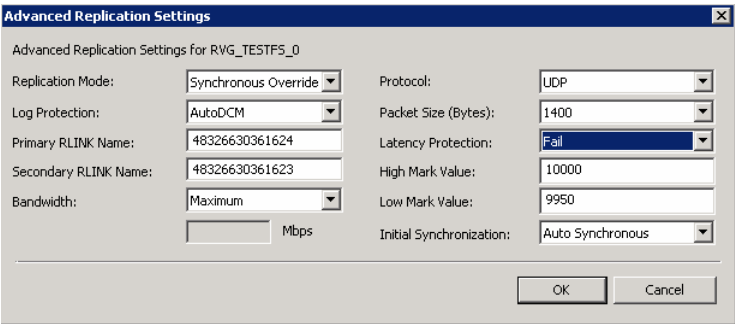 Advanced Replication Settings
Advanced Replication Settings for RVG_TESTFS_0
Replication Mode: Synchronous Override Protocol: UDP
Log Protection: AutoDCM Packet Size (Bytes): 1400
Primary RLINK Name: 48326630361624 Latency Protection: Fail
Secondary RLINK Name: 48326630361623 High Mark Value: 10000
Bandwidth: Maximum Low Mark Value: 9950
Mbps Initial Synchronization: Auto Synchronous
OK Cancel